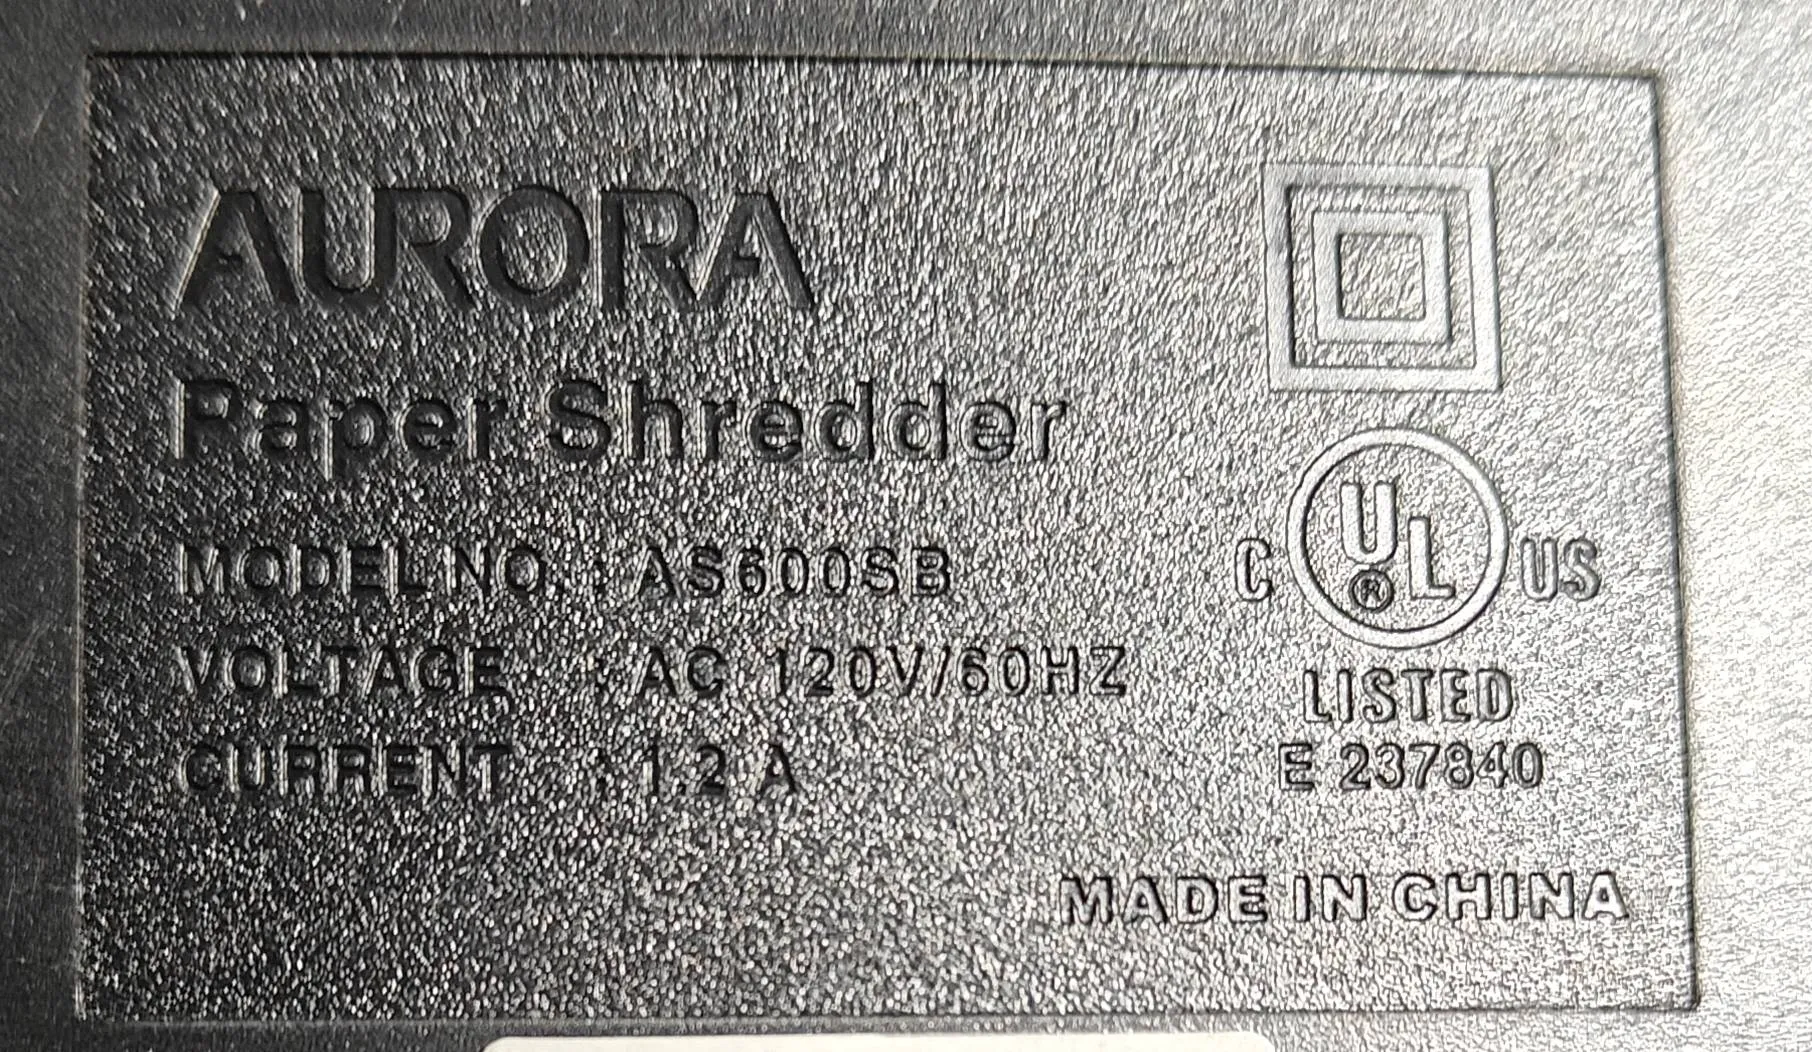 AURORA
Paper Shredder
MODEL NO. : AS600SB
VOLTAGE : AC 120V/60HZ
CURRENT : 1.2 A
C UL® US
LISTED
E 237840
MADE IN CHINA